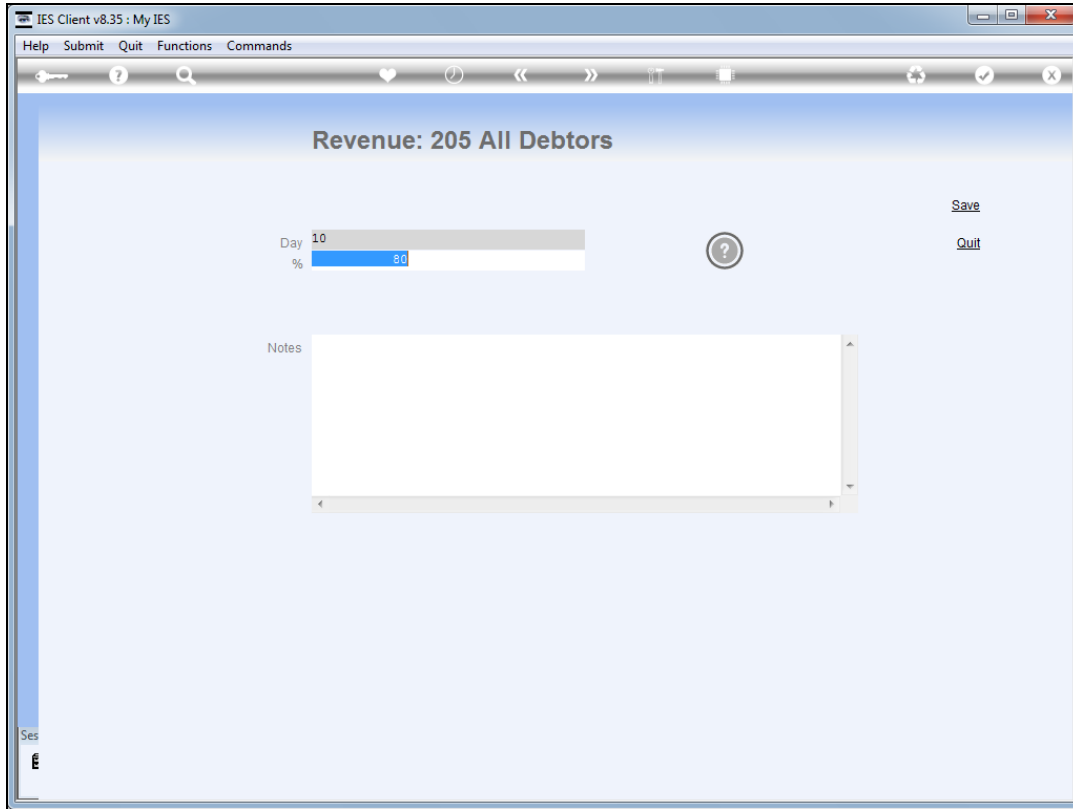 IES Client v8.35 : My IES
Help Submit Quit Functions Commands
Revenue: 205 All Debtors
Save
Day 10
Quit
% 80
Notes
Ses